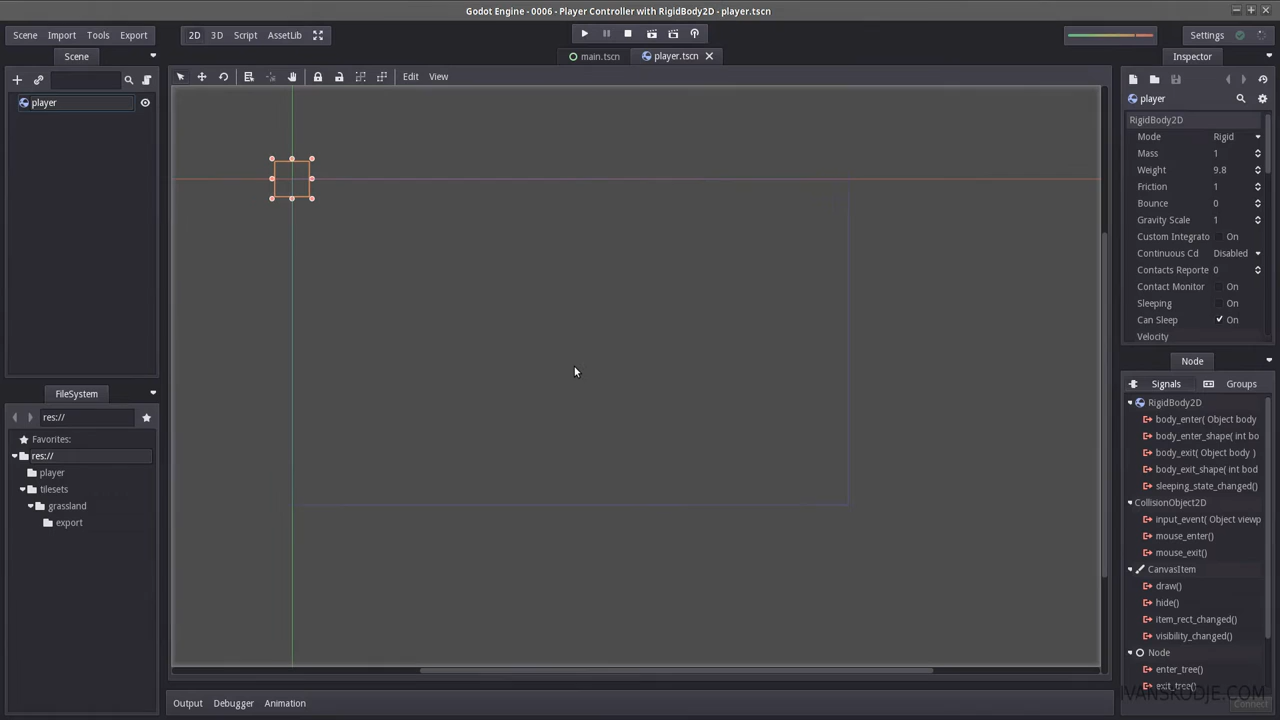 Godot Engine - 0006 - Player Controller with RigidBody2D - player.tscn
Scene Import Tools Export 2D 3D Script AssetLib Settings
Scene main.tscn player.tscn Inspector
Edit View
player
player
RigidBody2D
Mode Rigid
Mass 1
Weight 9.8
Friction 1
Bounce 0
Gravity Scale 1
Custom Integrato On
Continuous Cd Disabled
Contacts Reporte 0
Contact Monitor On
Sleeping On
Can Sleep On
Velocity
Node
Signals Groups
FileSystem
res://
Favorites:
res://
player
tilesets
grassland
export
RigidBody2D
body_enter( Object body
body_enter_shape( int bo
body_exit( Object body )
body_exit_shape( int bod
sleeping_state_changed()
CollisionObject2D
input_event( Object viewp
mouse_enter()
mouse_exit()
CanvasItem
draw()
hide()
item_rect_changed()
visibility_changed()
Node
enter_tree()
exit_tree()
IVANSKODJE.COM
Connect
Output Debugger Animation